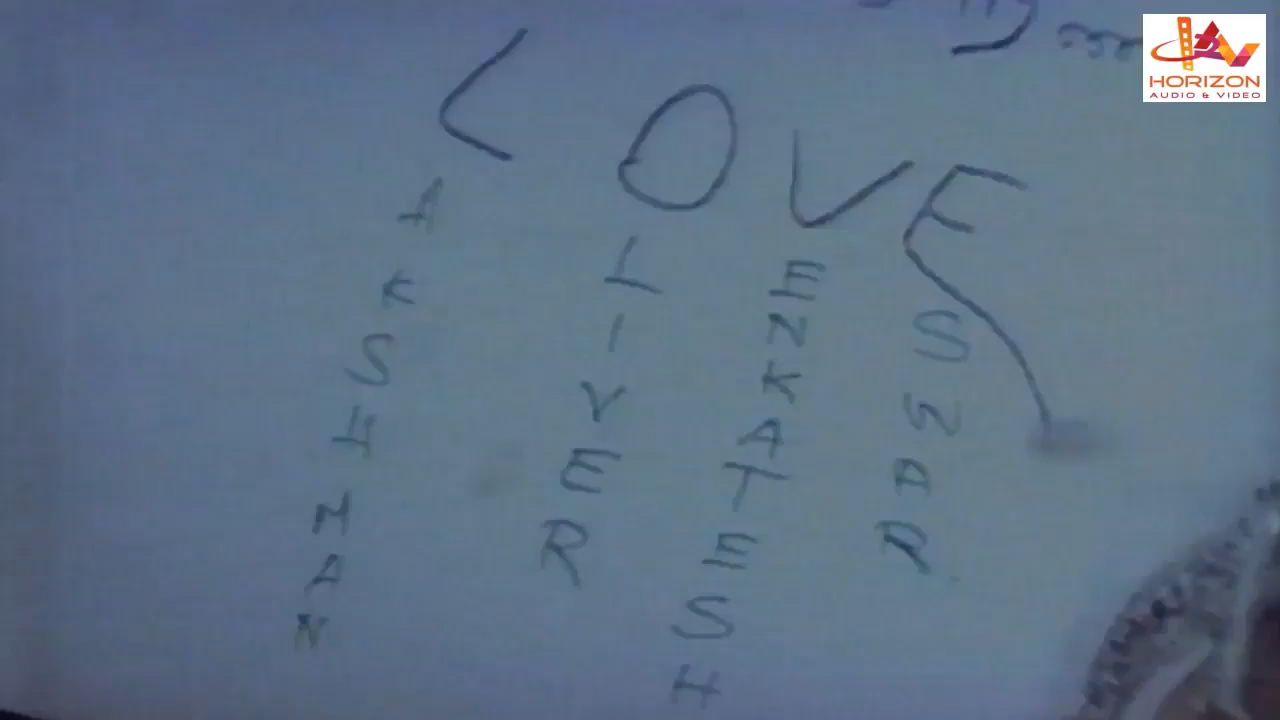 LOVE
AKSHMAN
LIVER
ENKATESH
SWAR
HORIZON
AUDIO & VIDEO